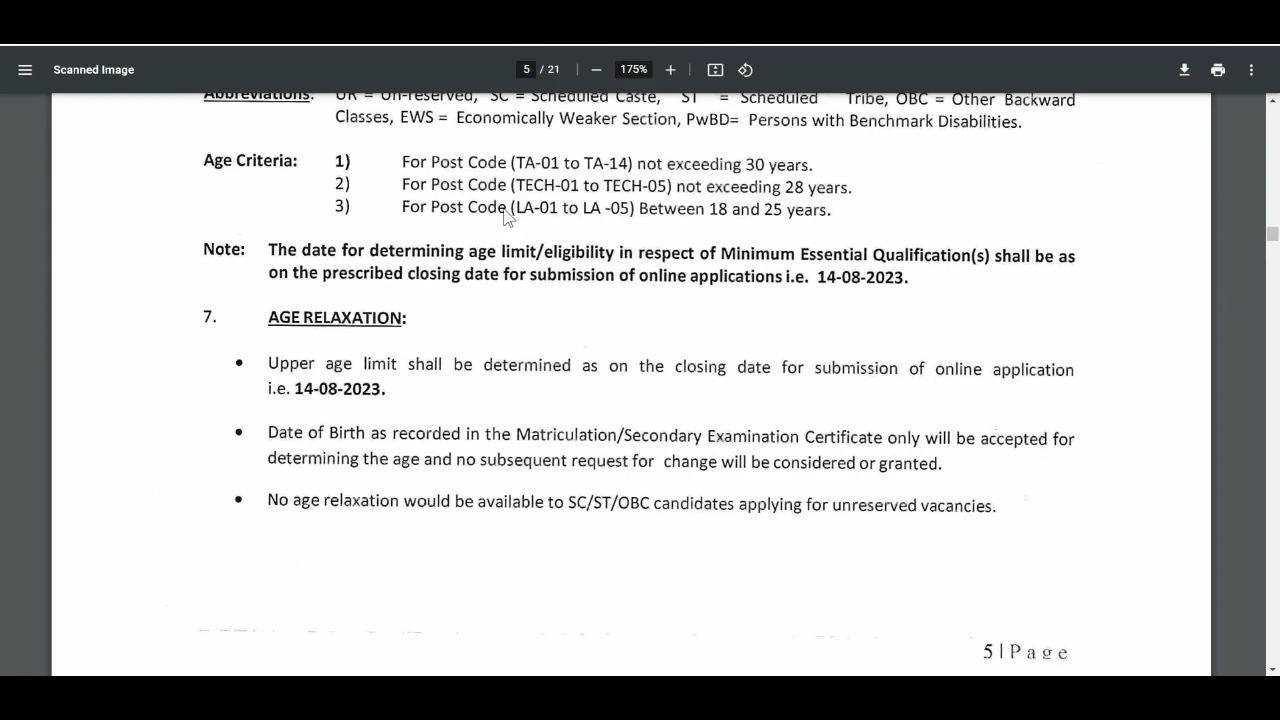 Scanned Image
5 / 21
175%
Abbreviations: UR = Un-reserved, SC = Scheduled Caste, ST = Scheduled Tribe, OBC = Other Backward
Classes, EWS = Economically Weaker Section, PwBD= Persons with Benchmark Disabilities.
Age Criteria: 1) For Post Code (TA-01 to TA-14) not exceeding 30 years.
2) For Post Code (TECH-01 to TECH-05) not exceeding 28 years.
3) For Post Code (LA-01 to LA -05) Between 18 and 25 years.
Note: The date for determining age limit/eligibility in respect of Minimum Essential Qualification(s) shall be as
on the prescribed closing date for submission of online applications i.e. 14-08-2023.
7. AGE RELAXATION:
• Upper age limit shall be determined as on the closing date for submission of online application
i.e. 14-08-2023.
• Date of Birth as recorded in the Matriculation/Secondary Examination Certificate only will be accepted for
determining the age and no subsequent request for change will be considered or granted.
• No age relaxation would be available to SC/ST/OBC candidates applying for unreserved vacancies.
5|Page